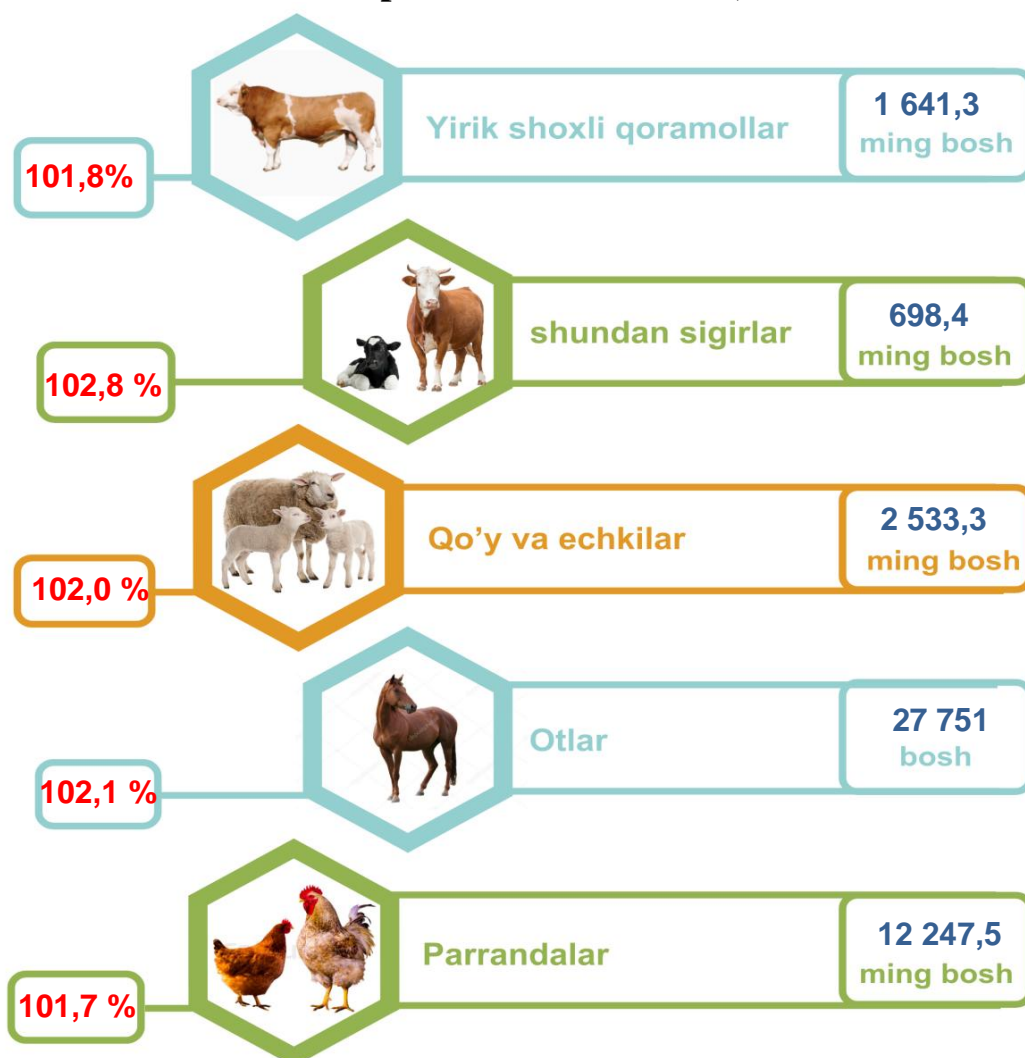 Yirik shoxli qoramollar
1 641,3
ming bosh
101,8%
shundan sigirlar
698,4
ming bosh
102,8 %
Qo'y va echkilar
2 533,3
ming bosh
102,0 %
Otlar
27 751
bosh
102,1 %
Parrandalar
12 247,5
ming bosh
101,7 %